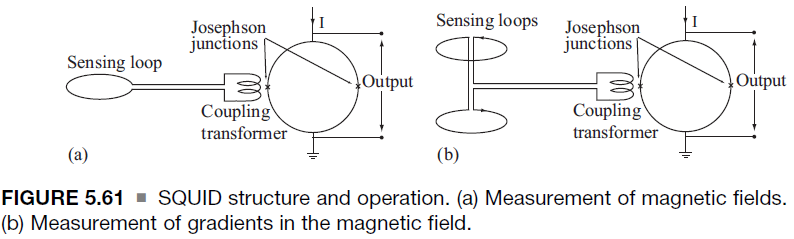 Josephson
junctions
I
Sensing loop
Output
Coupling
transformer
(a)
Sensing loops
Josephson
junctions
I
Output
Coupling
transformer
(b)
FIGURE 5.61 ■ SQUID structure and operation. (a) Measurement of magnetic fields.
(b) Measurement of gradients in the magnetic field.